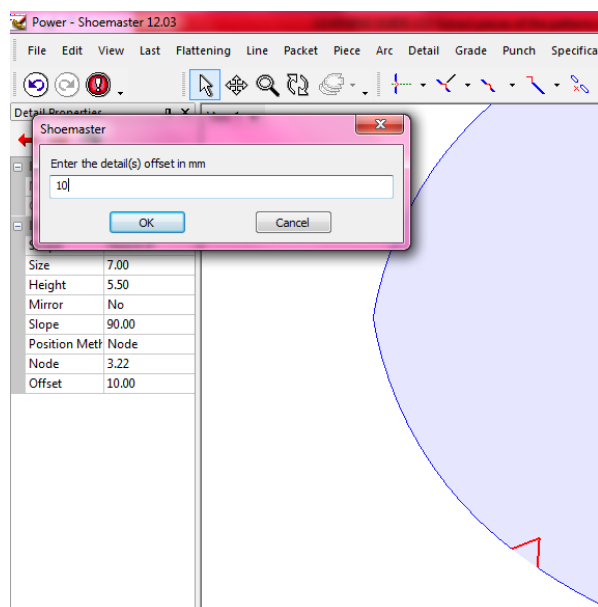 Power - Shoemaster 12.03
File Edit View Last Flattening Line Packet Piece Arc Detail Grade Punch Specifica
Detail Properties
Shoemaster
Enter the detail(s) offset in mm
10
OK Cancel
Size 7.00
Height 5.50
Mirror No
Slope 90.00
Position Meth Node
Node 3.22
Offset 10.00